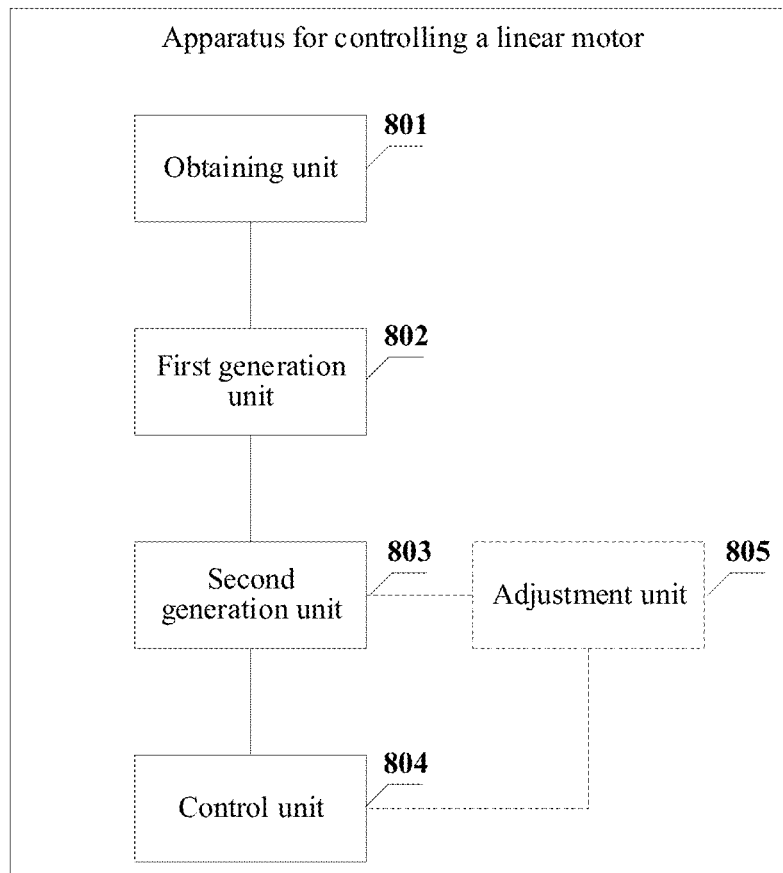 Apparatus for controlling a linear motor
801
Obtaining unit
802
First generation
unit
803
805
Second
generation unit
Adjustment unit
804
Control unit